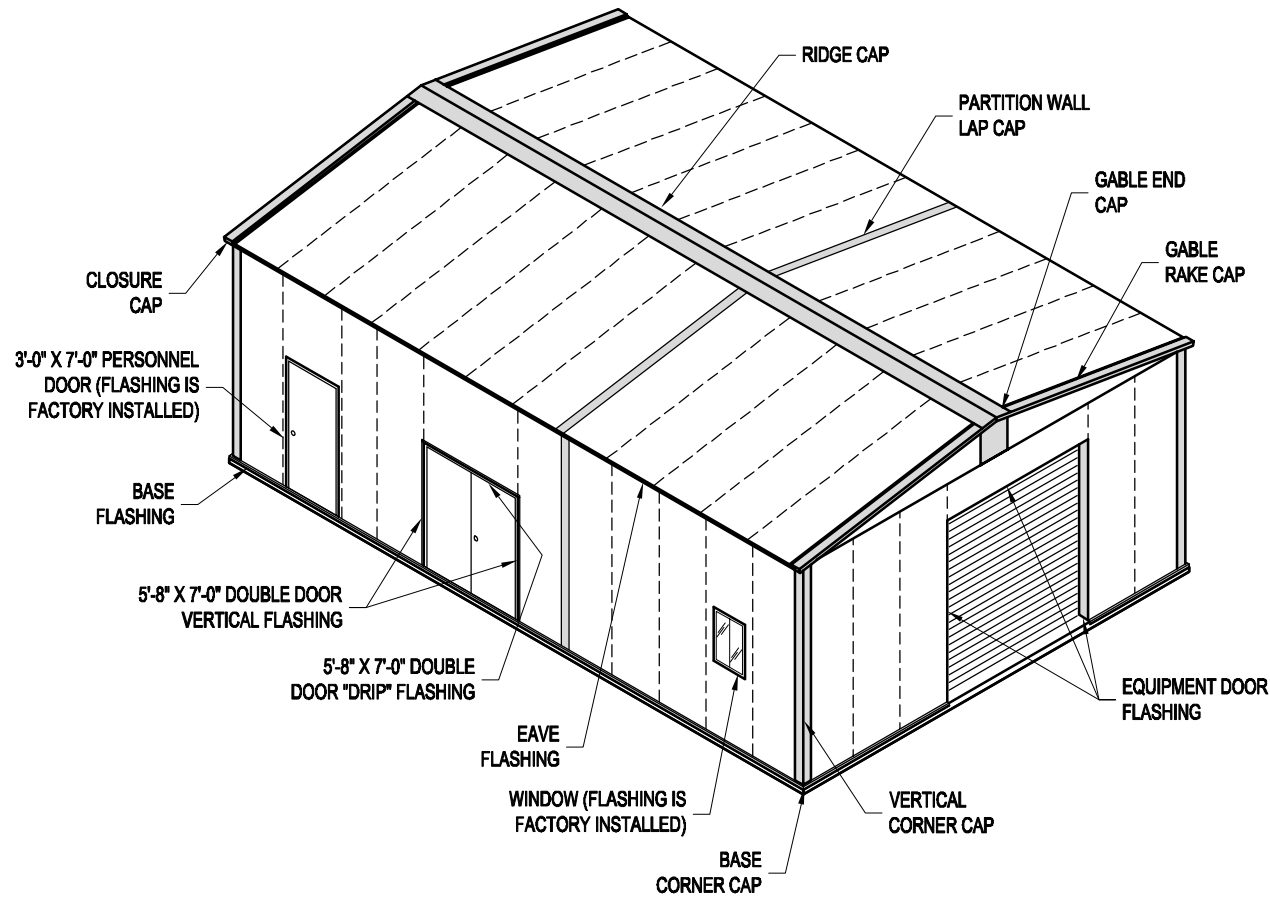 RIDGE CAP
PARTITION WALL
LAP CAP
GABLE END
CAP
GABLE
RAKE CAP
CLOSURE
CAP
3'-0" X 7'-0" PERSONNEL
DOOR (FLASHING IS
FACTORY INSTALLED)
BASE
FLASHING
5'-8" X 7'-0" DOUBLE DOOR
VERTICAL FLASHING
5'-8" X 7'-0" DOUBLE
DOOR "DRIP" FLASHING
EQUIPMENT DOOR
FLASHING
EAVE
FLASHING
WINDOW (FLASHING IS
FACTORY INSTALLED)
VERTICAL
CORNER CAP
BASE
CORNER CAP